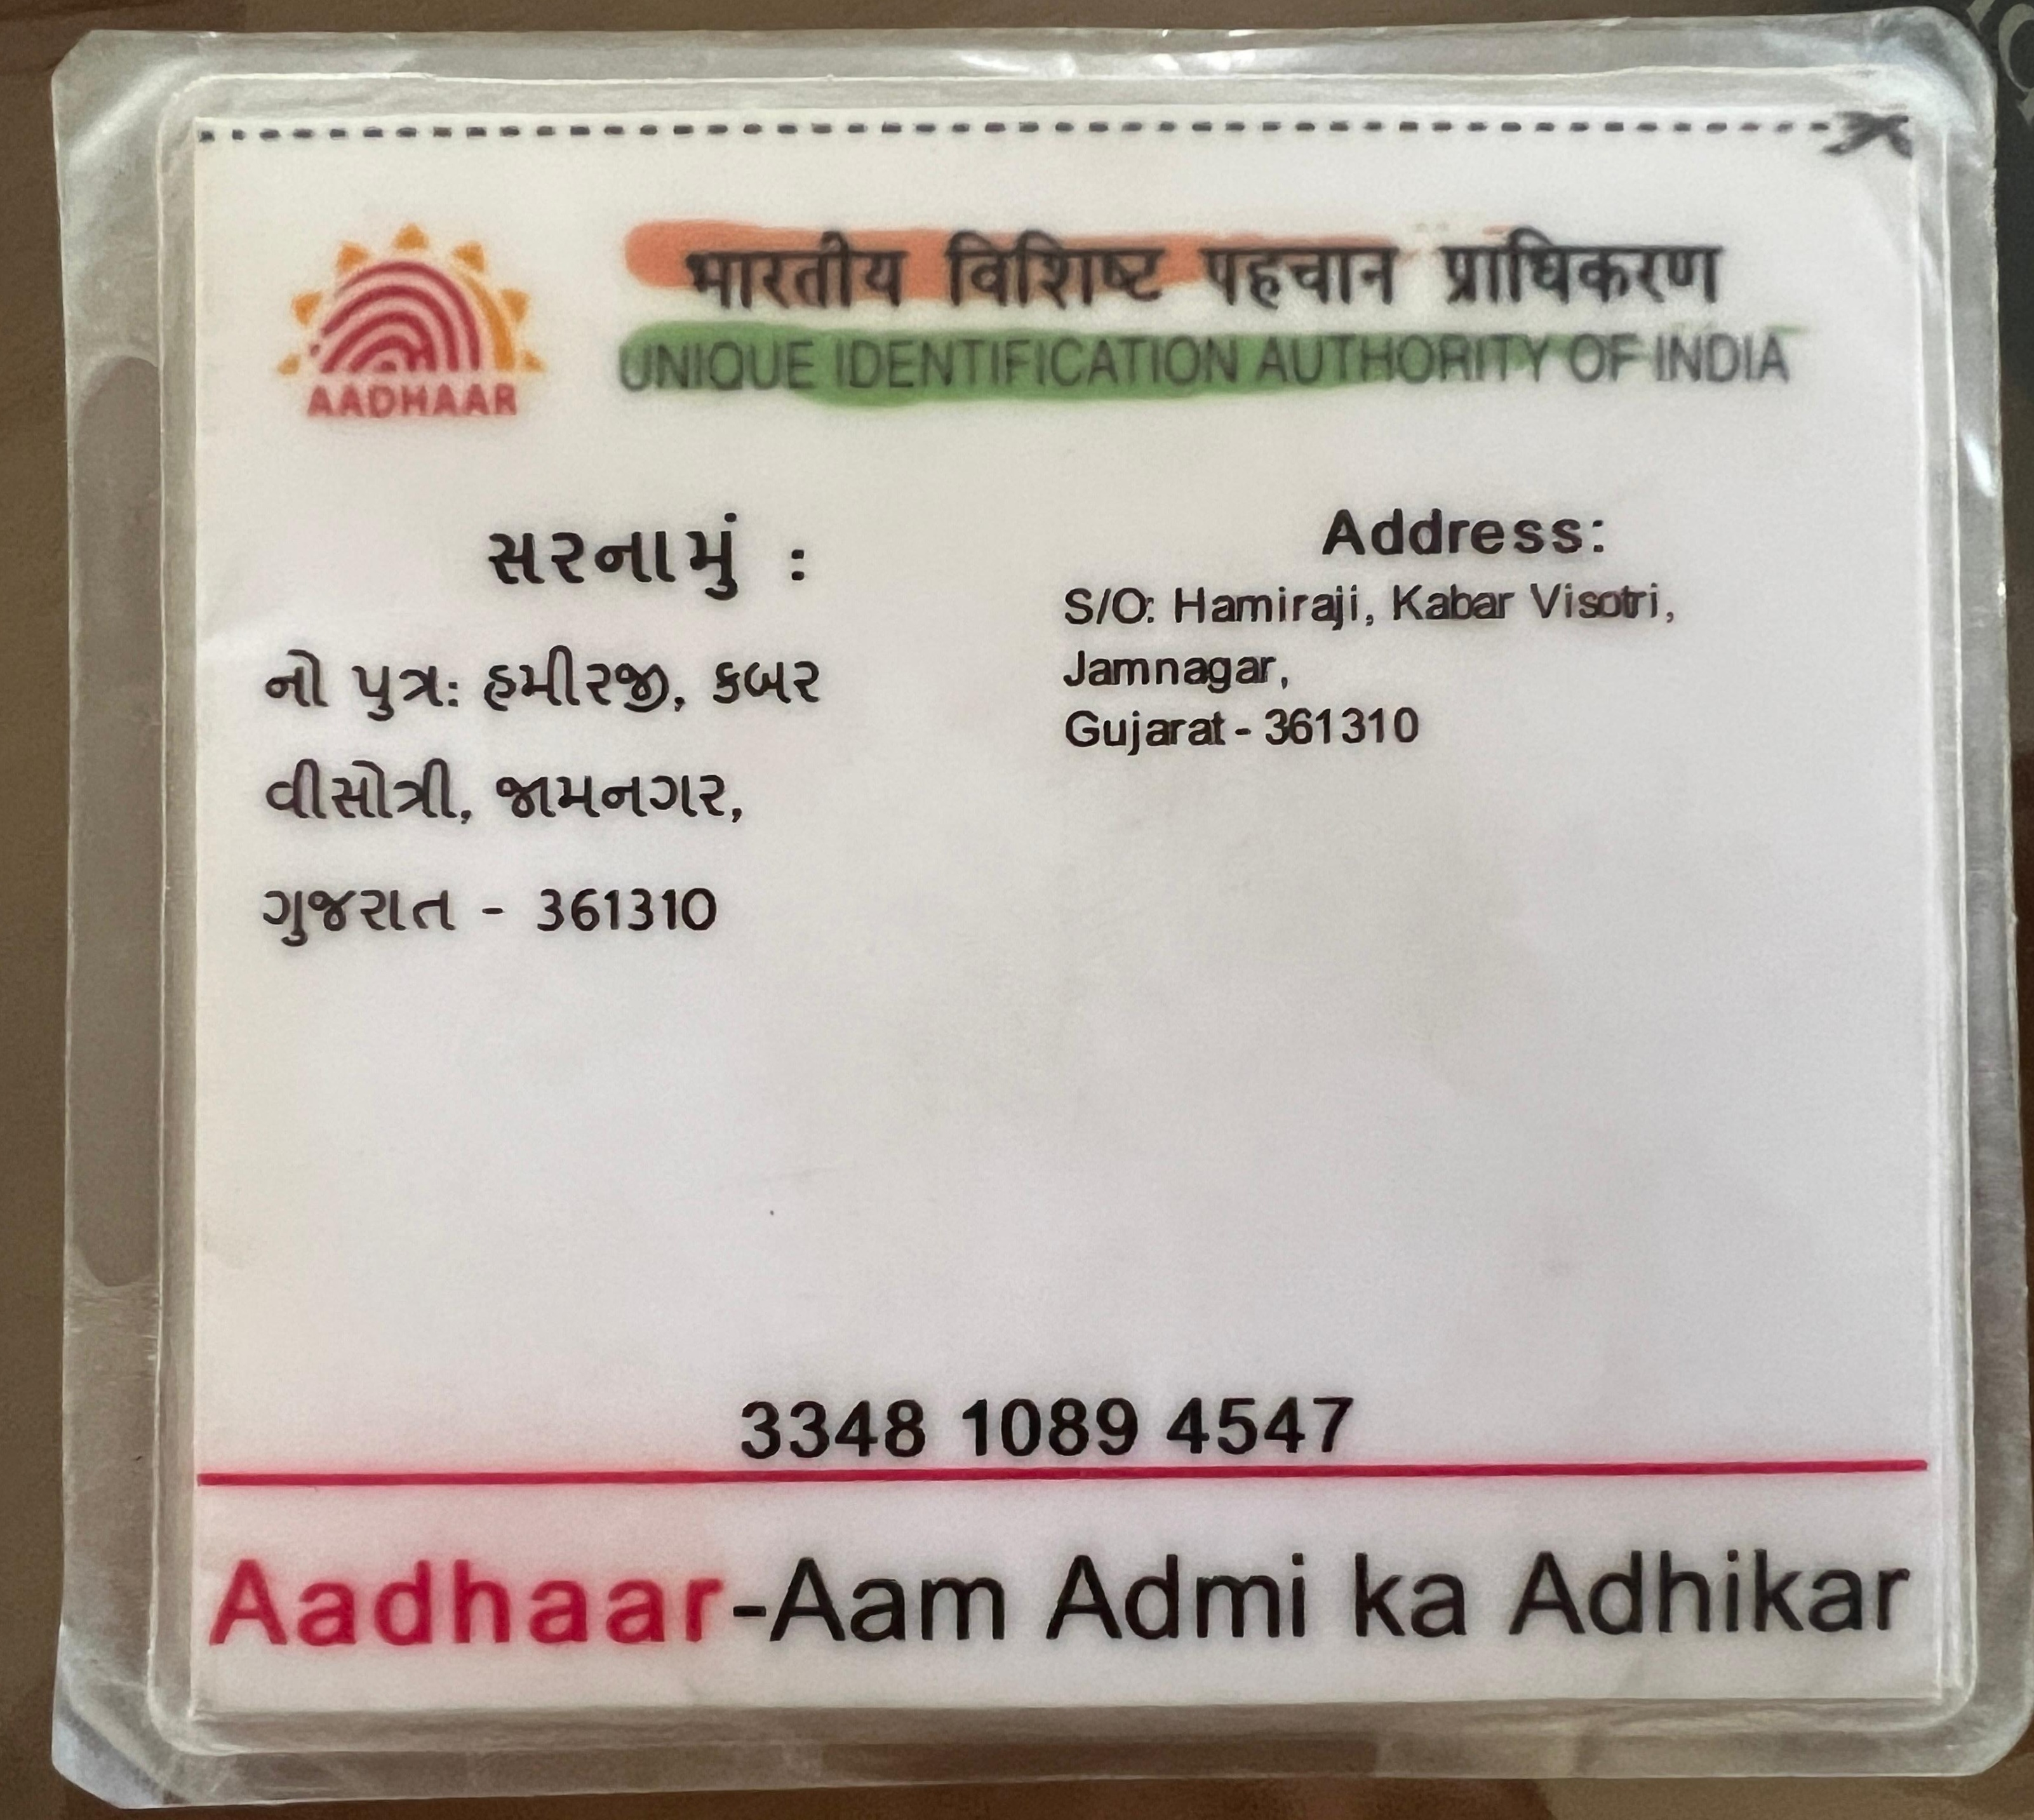 AADHAAR
भारतीय विशिष्ट पहचान प्राधिकरण
UNIQUE IDENTIFICATION AUTHORITY OF INDIA
સરનામું :
નો પુત્ર: હમીરજી, કબર
વીસોત્રી, જામનગર,
ગુજરાત - 361310
Address:
S/O: Hamiraji, Kabar Visotri,
Jamnagar,
Gujarat - 361310
3348 1089 4547
Aadhaar-Aam Admi ka Adhikar